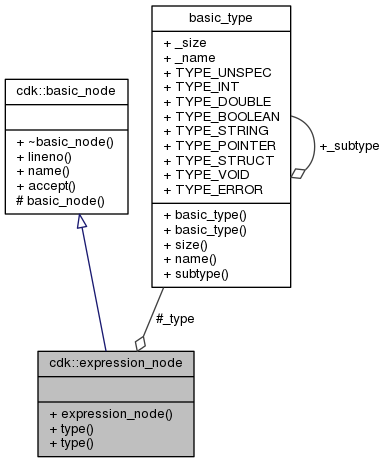 basic_type
+ _size
+ _name
+ TYPE_UNSPEC
+ TYPE_INT
+ TYPE_DOUBLE
+ TYPE_BOOLEAN
+ TYPE_STRING
+ TYPE_POINTER
+ TYPE_STRUCT
+ TYPE_VOID
+ TYPE_ERROR
+ basic_type()
+ basic_type()
+ size()
+ name()
+ subtype()
+_subtype
cdk::basic_node
+ ~basic_node()
+ lineno()
+ name()
+ accept()
# basic_node()
#_type
cdk::expression_node
+ expression_node()
+ type()
+ type()